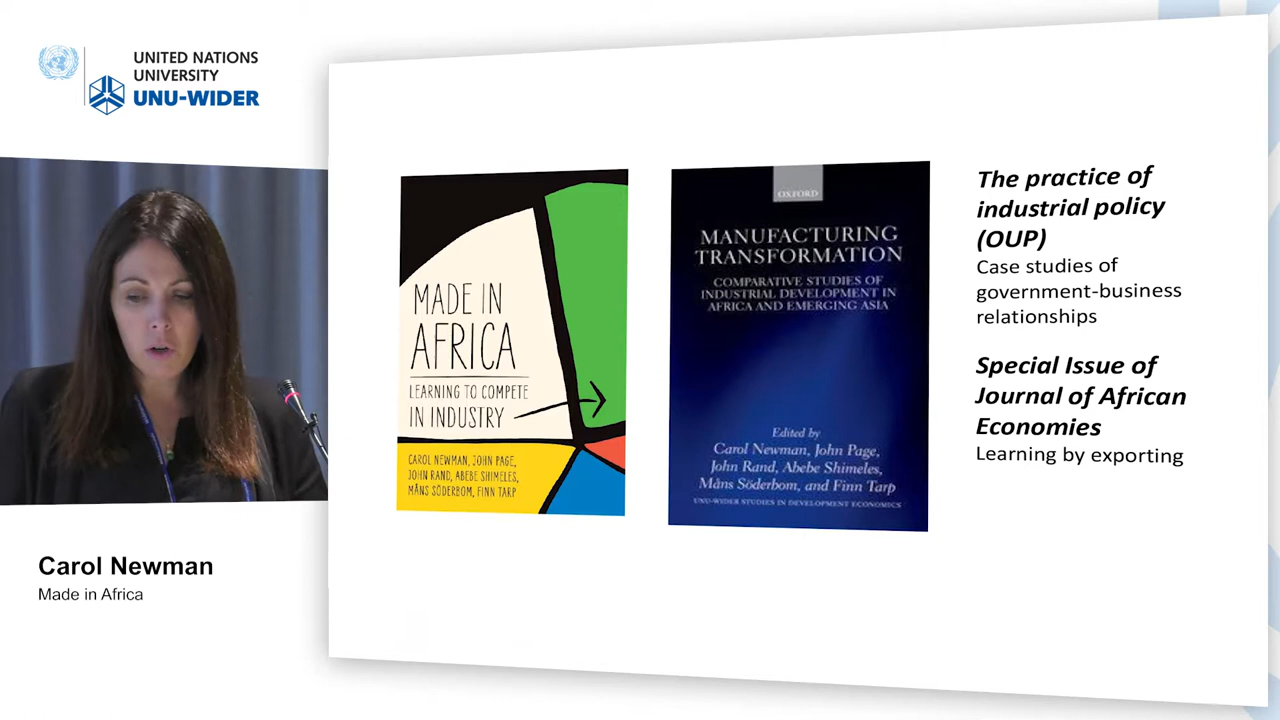 UNITED NATIONS
UNIVERSITY
UNU-WIDER
Carol Newman
Made in Africa
MADE IN
AFRICA
LEARNING TO COMPETE
IN INDUSTRY
CAROL NEWMAN, JOHN PAGE,
JOHN RAND, ABEBE SHIMELES,
MÅNS SÖDERBOM, FINN TARP
OXFORD
MANUFACTURING
TRANSFORMATION
COMPARATIVE STUDIES OF
INDUSTRIAL DEVELOPMENT IN
AFRICA AND EMERGING ASIA
Edited by
Carol Newman, John Page,
John Rand, Abebe Shimeles,
Måns Söderbom, and Finn Tarp
UNU-WIDER STUDIES IN DEVELOPMENT ECONOMICS
The practice of
industrial policy
(OUP)
Case studies of
government-business
relationships
Special Issue of
Journal of African
Economies
Learning by exporting